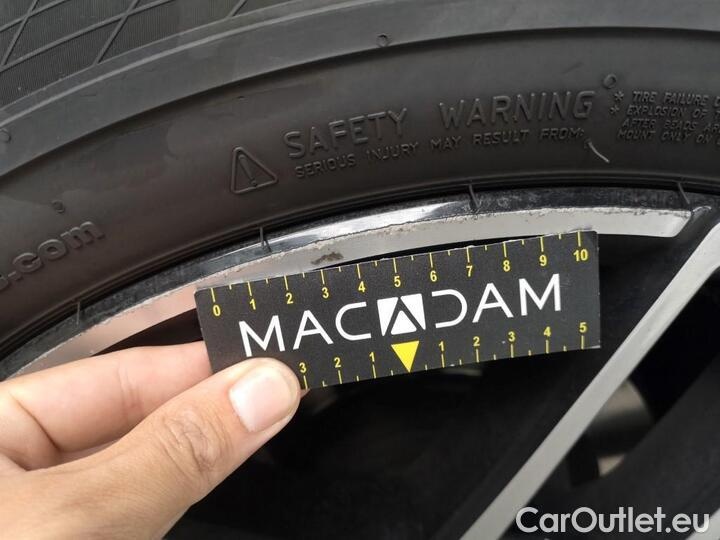 SAFETY WARNING
SERIOUS INJURY MAY RESULT FROM:
* TIRE FAILURE
* EXPLOSION OF
AFTER BEADS
MOUNT ONLY ON
s.com
0 1 2 3 4 5 6 7 8 9 10
MACADAM
3 2 1 1 2 3 4 5
CarOutlet.eu